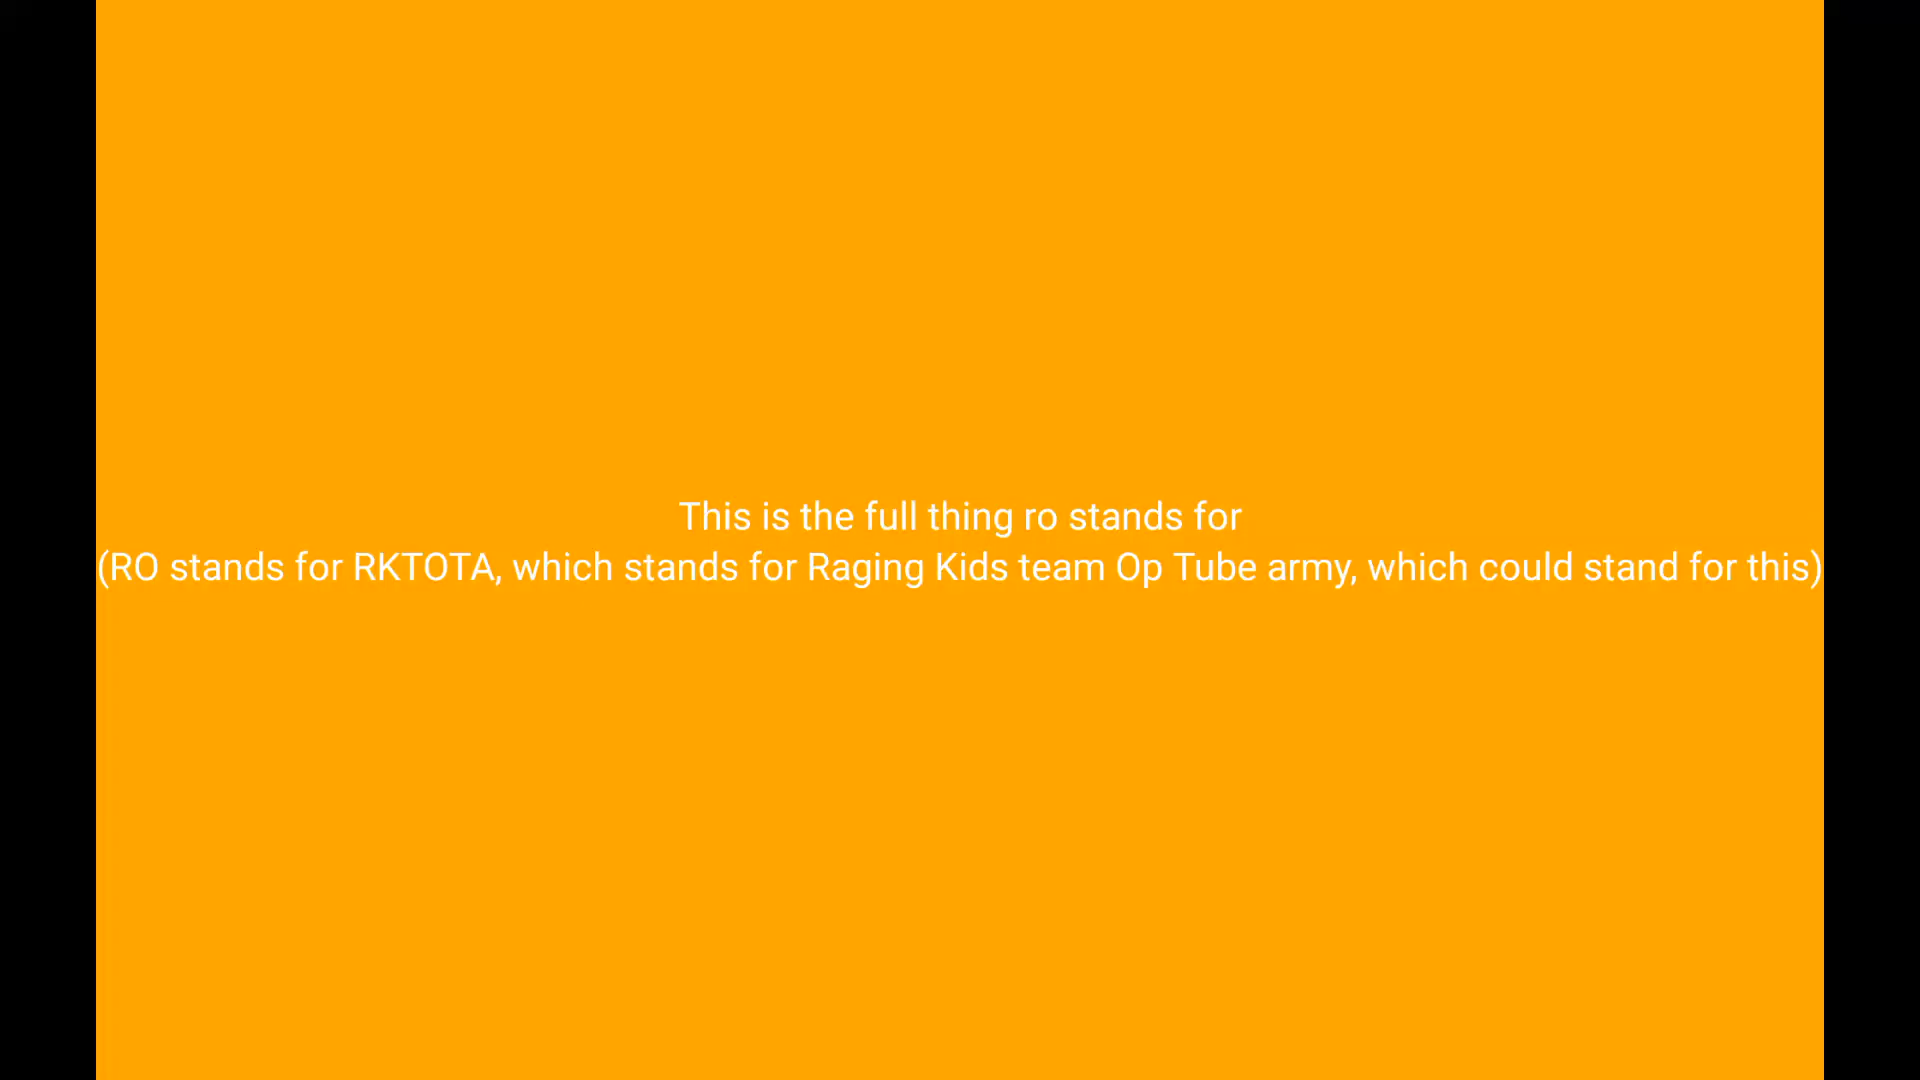 This is the full thing ro stands for
(RO stands for RKTOTA, which stands for Raging Kids team Op Tube army, which could stand for this)